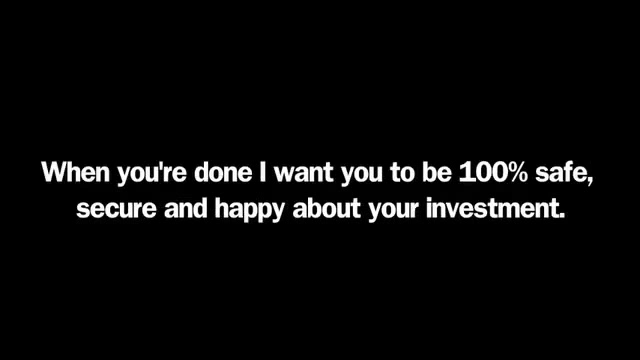 When you're done I want you to be 100% safe,
secure and happy about your investment.